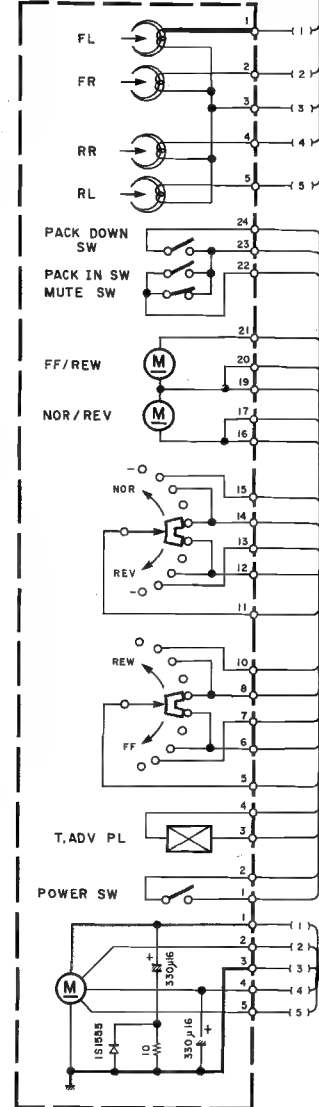 1 (1)
FL
2 (2)
FR
3 (3)
4 (4)
RR
5 (5)
RL
24
PACK DOWN
SW
23
PACK IN SW
22
MUTE SW
21
M
FF/REW
20
19
M
NOR/REV
17
16
15
NOR
14
13
REV
12
11
REW
10
8
7
FF
6
5
4
T.ADV PL
3
2
POWER SW
1
1 (1)
2 (2)
+
330μ16
3 (3)
M
4 (4)
5 (5)
1S1555
10
330μ16
+